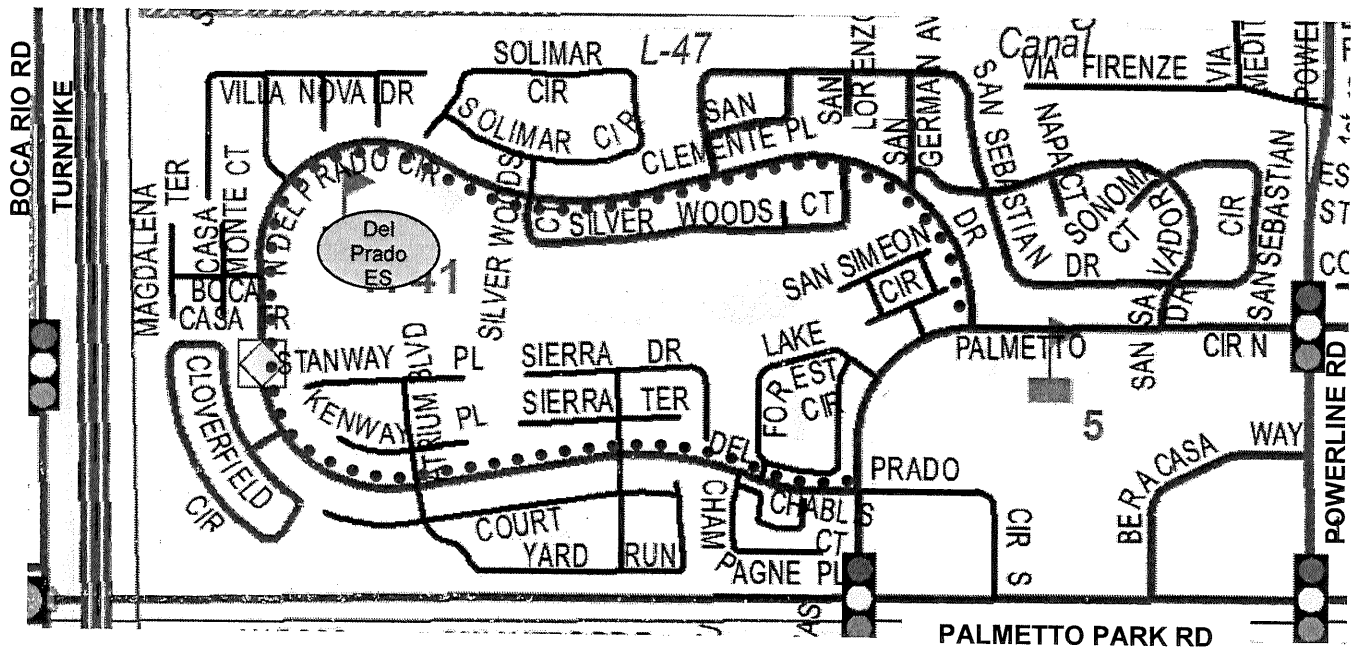 BOCA RIO RD
TURNPIKE
SOLIMAR
CIR
L-47
Canal
VIA FIRENZE
VIA
VILLA NOVA DR
SOLIMAR CIR
SAN
CLEMENTE PL
SAN
LORENZO
SAN
GERMAN AV
SAN SEBASTIAN
DR
NAPA CT
SONOMA
CT
SAN SALVADOR
DR
CIR
SAN SEBASTIAN
MAGDALENA
TER
CASA
MONTE CT
BOCA
CASA TER
N DEL PRADO CIR
Del
Prado
ES
41
SILVER WOODS
CT
SILVER WOODS CT
DR
SAN SIMEON
CIR
LAKE
FOREST
CIR
PALMETTO CIR N
5
STANWAY PL
KENWAY PL
ATRIUM BLVD
SIERRA DR
SIERRA TER
CLOVERFIELD
CIR
DEL PRADO
CIR S
CHABLIS
CT
CHAMPAGNE PL
COURT
YARD RUN
BERACASA WAY
POWERLINE RD
PALMETTO PARK RD